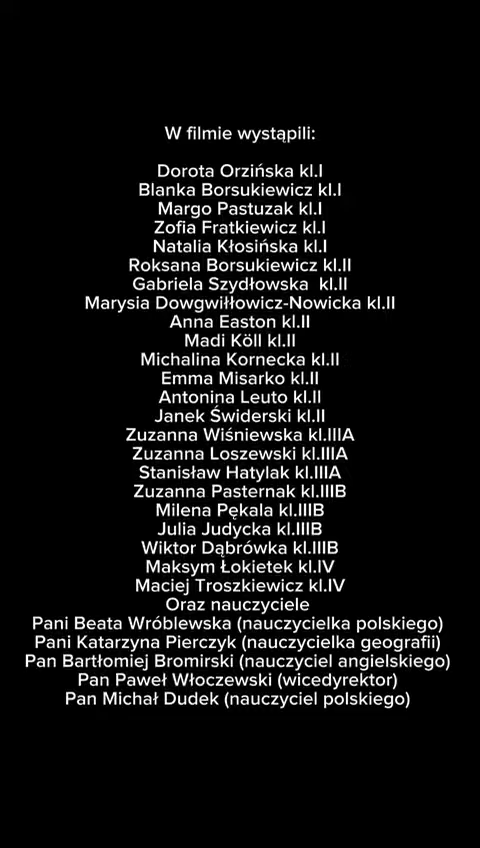 W filmie wystąpili:
Dorota Orzińska kl.I
Blanka Borsukiewicz kl.I
Margo Pastuzak kl.I
Zofia Fratkiewicz kl.I
Natalia Kłosińska kl.I
Roksana Borsukiewicz kl.II
Gabriela Szydłowska kl.II
Marysia Dowgwiłłowicz-Nowicka kl.II
Anna Easton kl.II
Madi Köll kl.II
Michalina Kornecka kl.II
Emma Misarko kl.II
Antonina Leuto kl.II
Janek Świderski kl.II
Zuzanna Wiśniewska kl.IIIA
Zuzanna Loszewski kl.IIIA
Stanisław Hatylak kl.IIIA
Zuzanna Pasternak kl.IIIB
Milena Pękala kl.IIIB
Julia Judycka kl.IIIB
Wiktor Dąbrówka kl.IIIB
Maksym Łokietek kl.IV
Maciej Troszkiewicz kl.IV
Oraz nauczyciele
Pani Beata Wróblewska (nauczycielka polskiego)
Pani Katarzyna Pierczyk (nauczycielka geografii)
Pan Bartłomiej Bromirski (nauczyciel angielskiego)
Pan Paweł Włoczewski (wicedyrektor)
Pan Michał Dudek (nauczyciel polskiego)